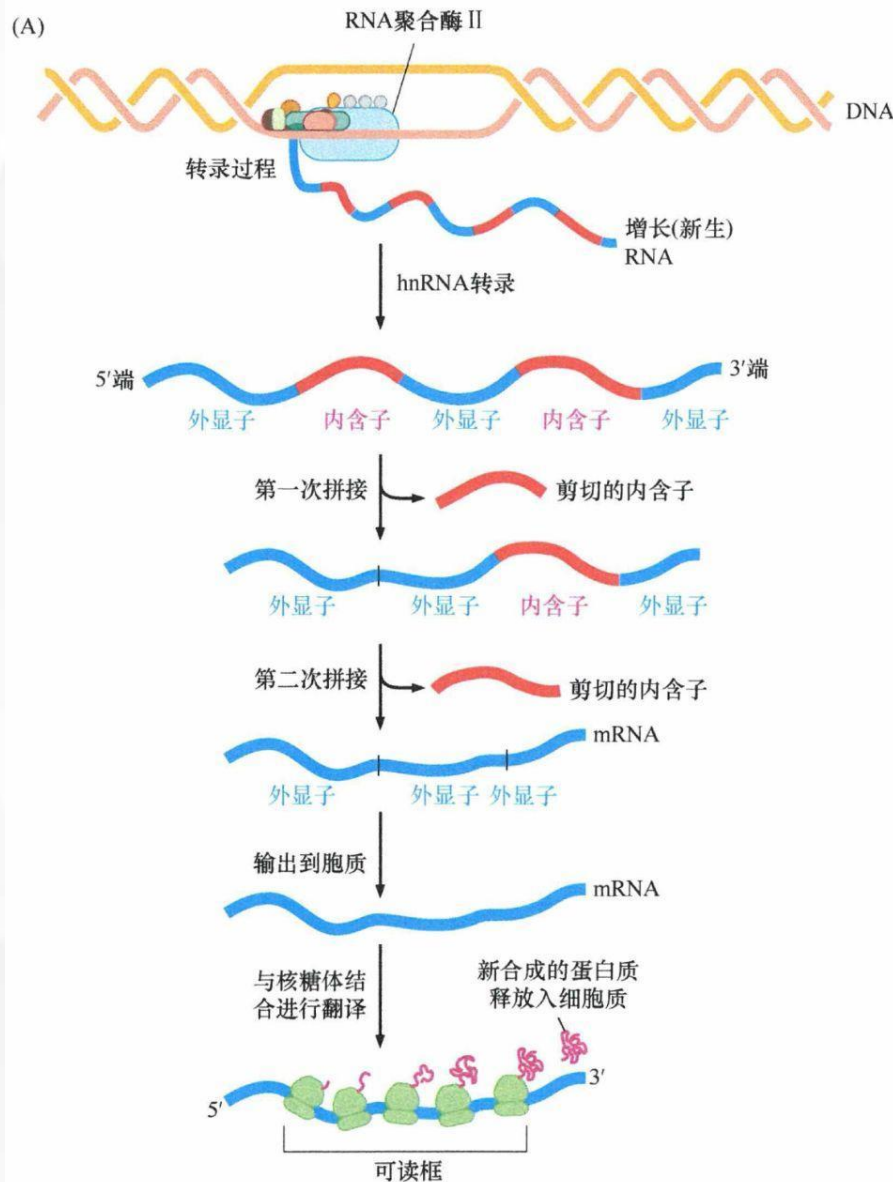 (A)
RNA聚合酶Ⅱ
DNA
转录过程
增长(新生)
RNA
hnRNA转录
5′端
3′端
外显子 内含子 外显子 内含子 外显子
第一次拼接
剪切的内含子
外显子 外显子 内含子 外显子
第二次拼接
剪切的内含子
mRNA
外显子 外显子 外显子
输出到胞质
mRNA
与核糖体结
合进行翻译
新合成的蛋白质
释放入细胞质
5′
3′
可读框